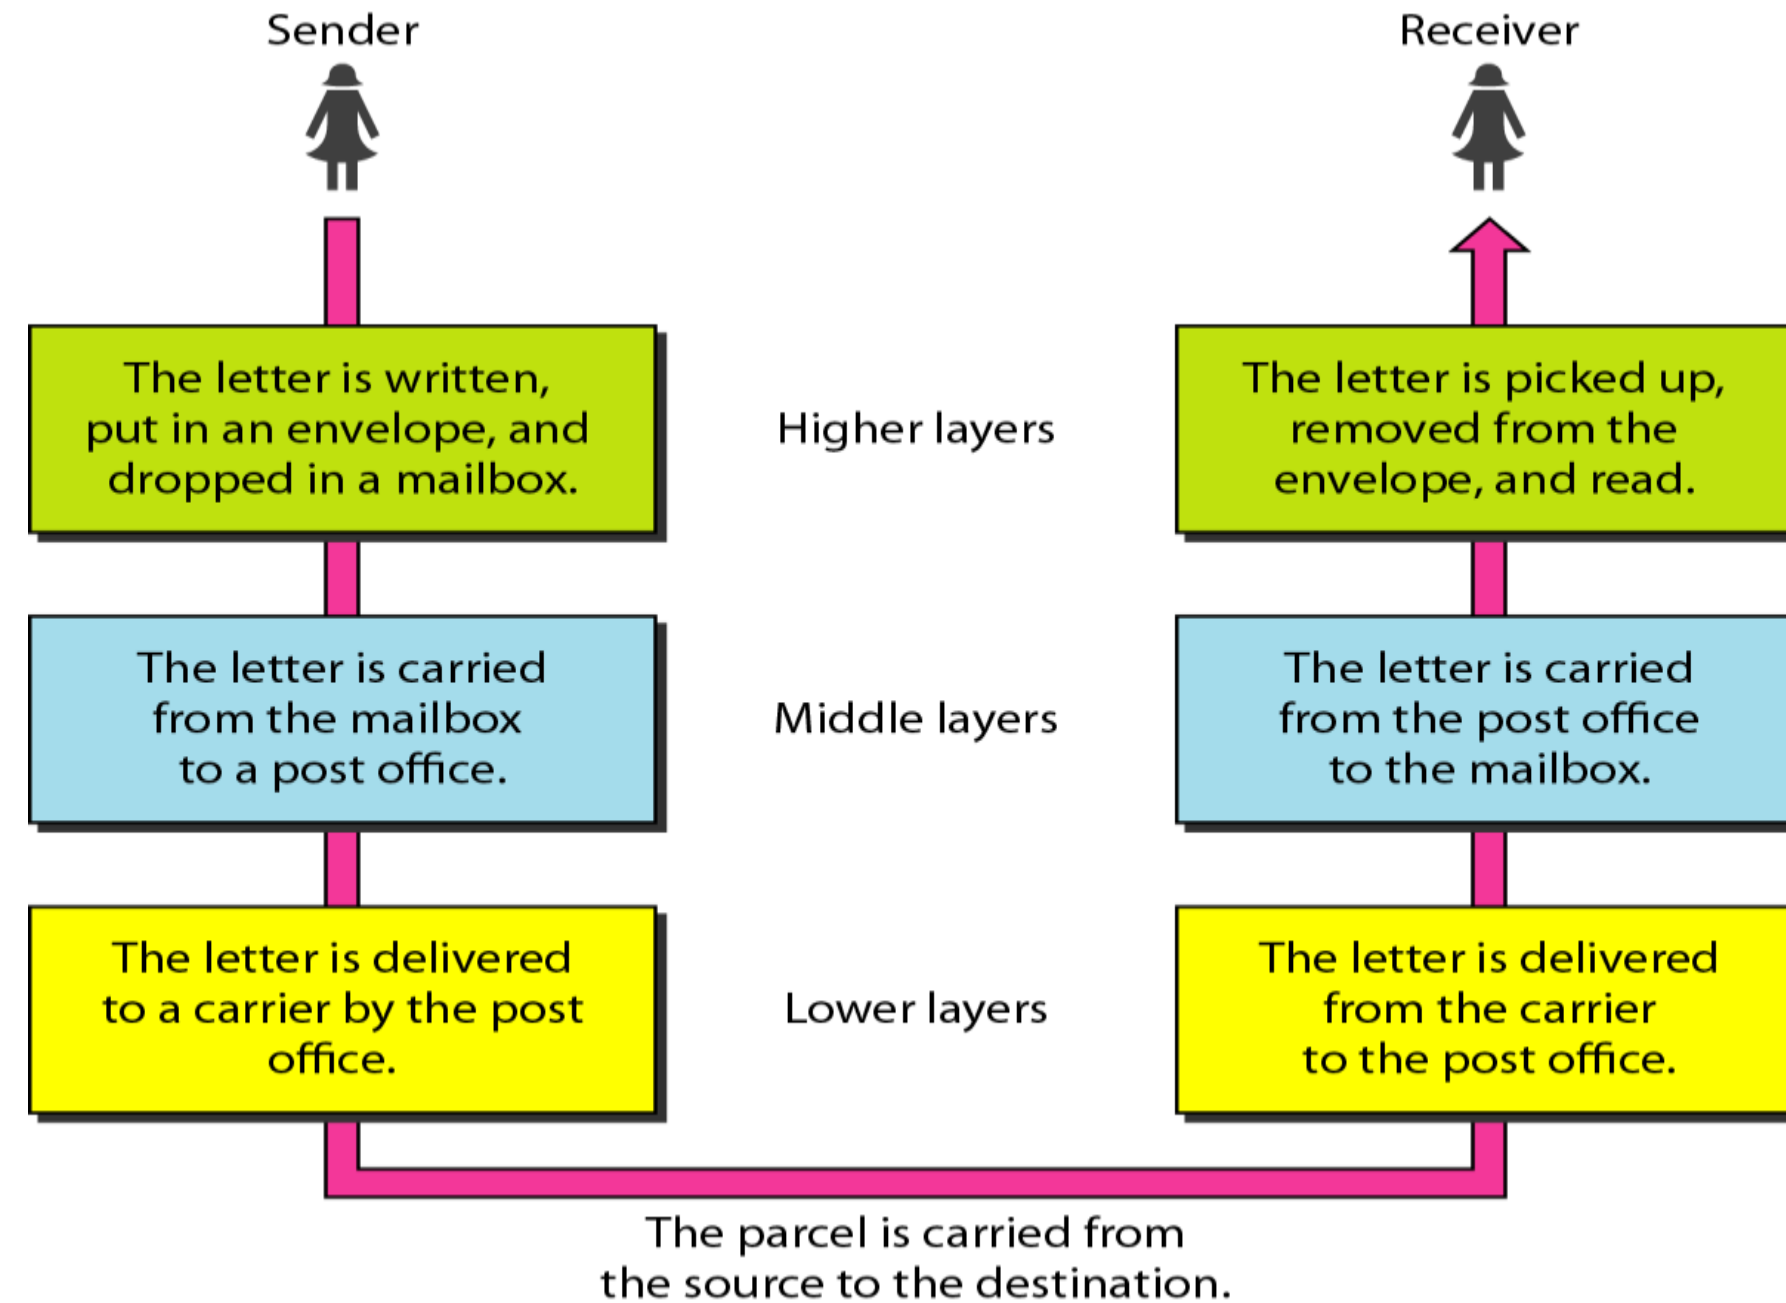 Sender
Receiver
The letter is written,
put in an envelope, and
dropped in a mailbox.
Higher layers
The letter is picked up,
removed from the
envelope, and read.
The letter is carried
from the mailbox
to a post office.
Middle layers
The letter is carried
from the post office
to the mailbox.
The letter is delivered
to a carrier by the post
office.
Lower layers
The letter is delivered
from the carrier
to the post office.
The parcel is carried from
the source to the destination.